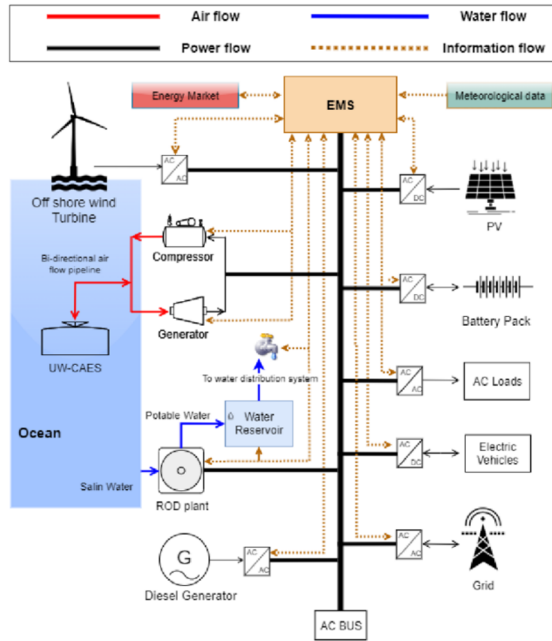 Air flow
Water flow
Power flow
Information flow
Energy Market
EMS
Meteorological data
AC
AC
AC
DC
Off shore wind
Turbine
PV
Bi-directional air
flow pipeline
Compressor
Generator
AC
DC
Battery Pack
UW-CAES
To water distribution system
AC
AC
AC Loads
Potable Water
Water
Reservoir
Ocean
AC
DC
Electric
Vehicles
Salin Water
ROD plant
G
AC
AC
AC
AC
Diesel Generator
Grid
AC BUS